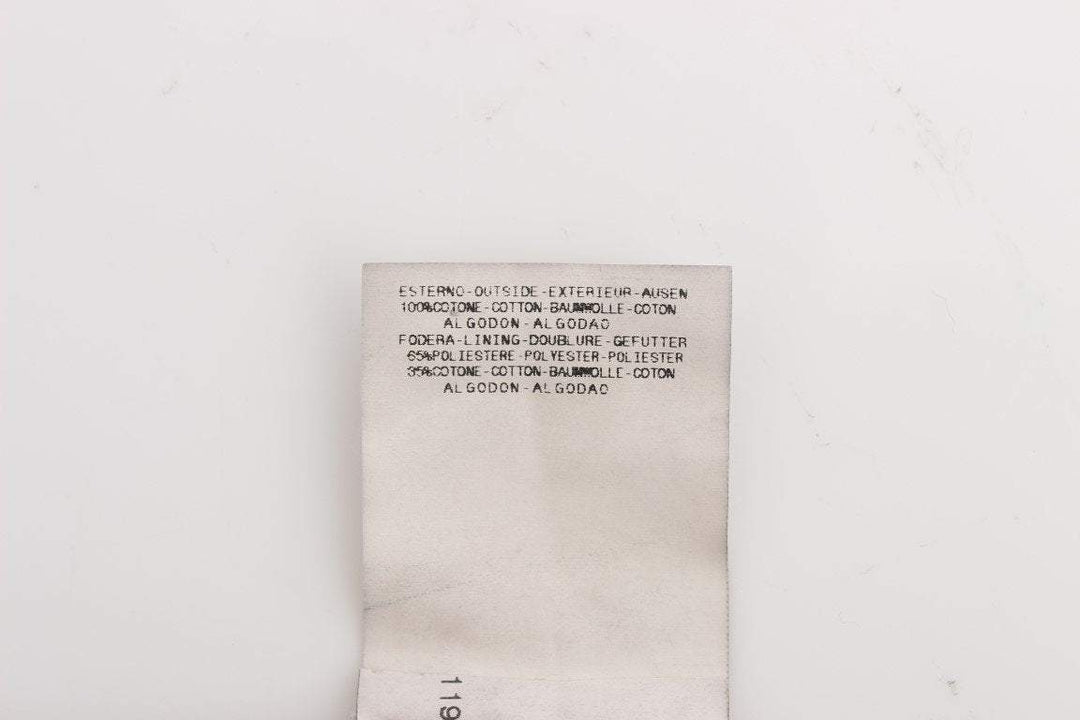 ESTERNO-OUTSIDE-EXTERIEUR-AUSEN
100%COTONE-COTTON-BAUMWOLLE-COTON
ALGODON-ALGODAO
FODERA-LINING-DOUBLURE-GEFUTTER
65%POLIESTERE-POLYESTER-POLIESTER
35%COTONE-COTTON-BAUMWOLLE-COTON
ALGODON-ALGODAO
119